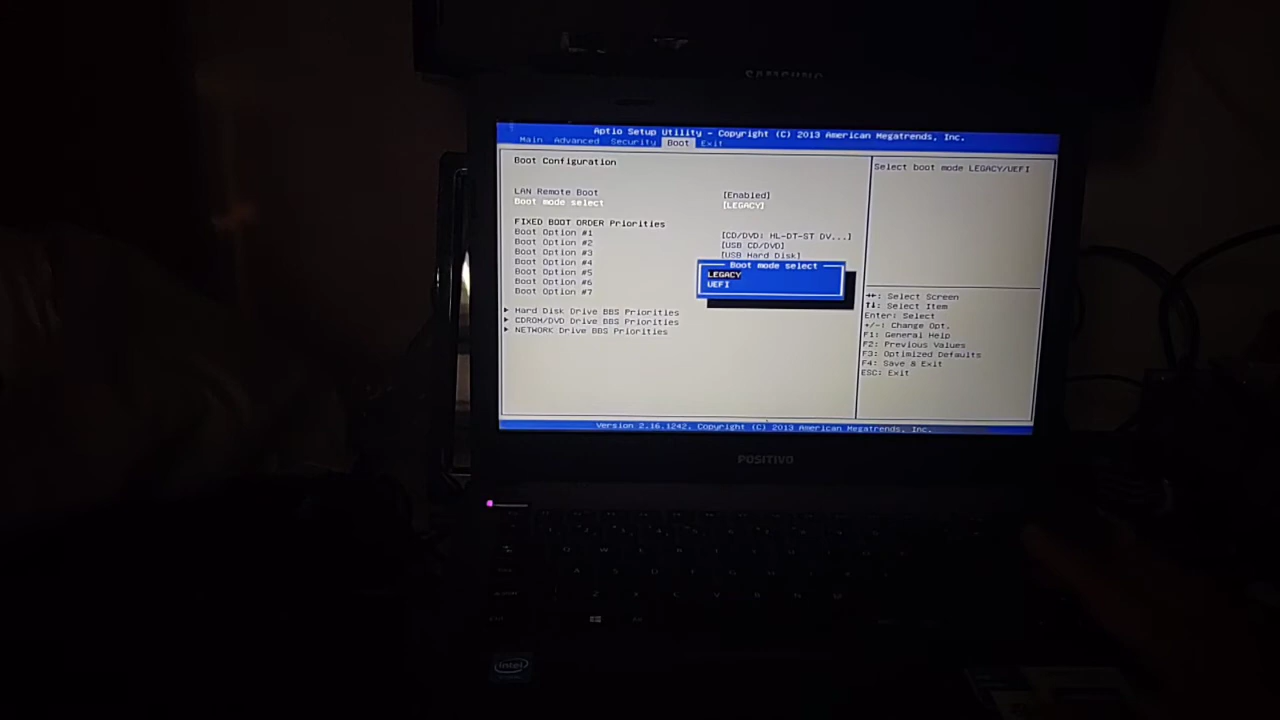 SAMSUNG
Aptio Setup Utility - Copyright (C) 2013 American Megatrends, Inc.
Main Advanced Security Boot Exit
Boot Configuration
Select boot mode LEGACY/UEFI
LAN Remote Boot [Enabled]
Boot mode select [LEGACY]
FIXED BOOT ORDER Priorities
Boot Option #1 [CD/DVD: HL-DT-ST DV...]
Boot Option #2 [USB CD/DVD]
Boot Option #3 [USB Hard Disk]
Boot Option #4
Boot Option #5
Boot Option #6
Boot Option #7
Boot mode select
LEGACY
UEFI
Hard Disk Drive BBS Priorities
CDROM/DVD Drive BBS Priorities
NETWORK Drive BBS Priorities
→←: Select Screen
↑↓: Select Item
Enter: Select
+/-: Change Opt.
F1: General Help
F2: Previous Values
F3: Optimized Defaults
F4: Save & Exit
ESC: Exit
Version 2.16.1242. Copyright (C) 2013 American Megatrends, Inc.
POSITIVO
intel